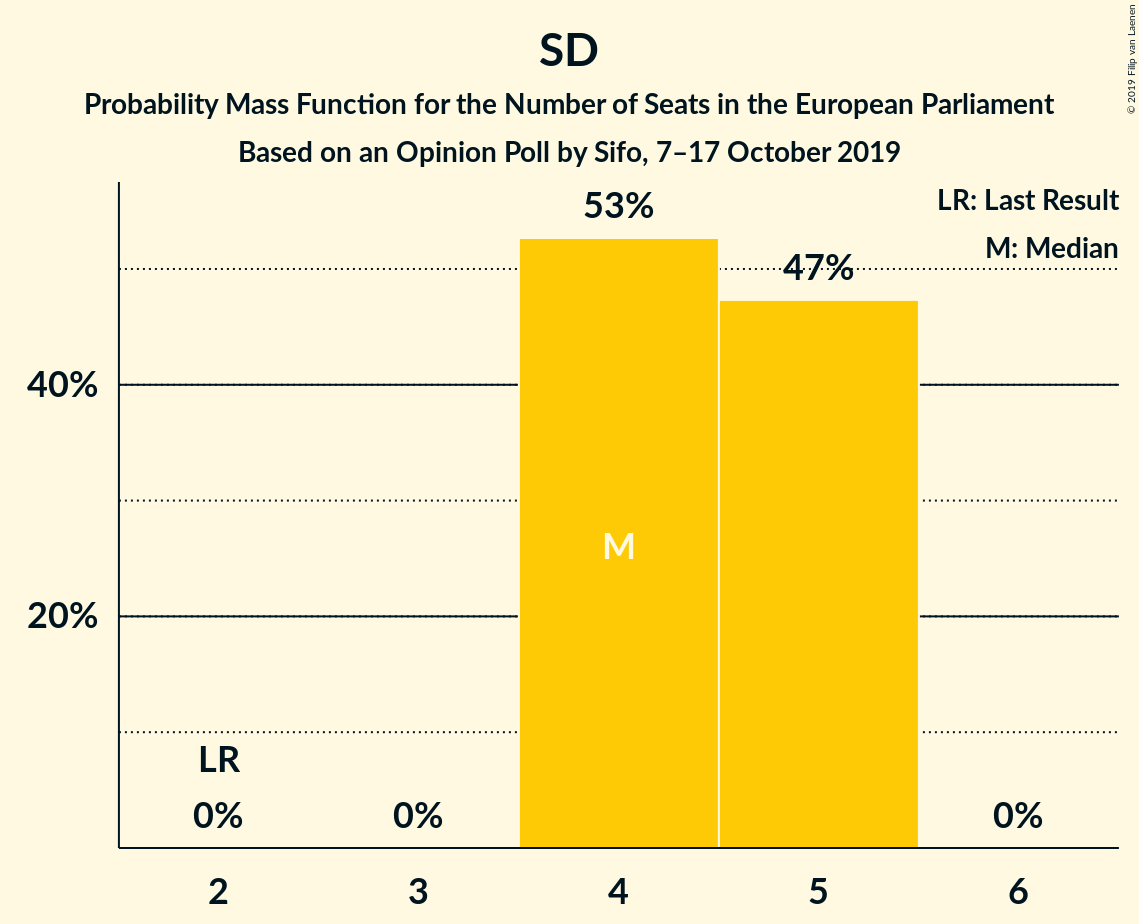 SD
Probability Mass Function for the Number of Seats in the European Parliament
Based on an Opinion Poll by Sifo, 7–17 October 2019
© 2019 Filip van Laenen
LR: Last Result
M: Median
53%
47%
40%
20%
M
LR
0%
0%
0%
2
3
4
5
6